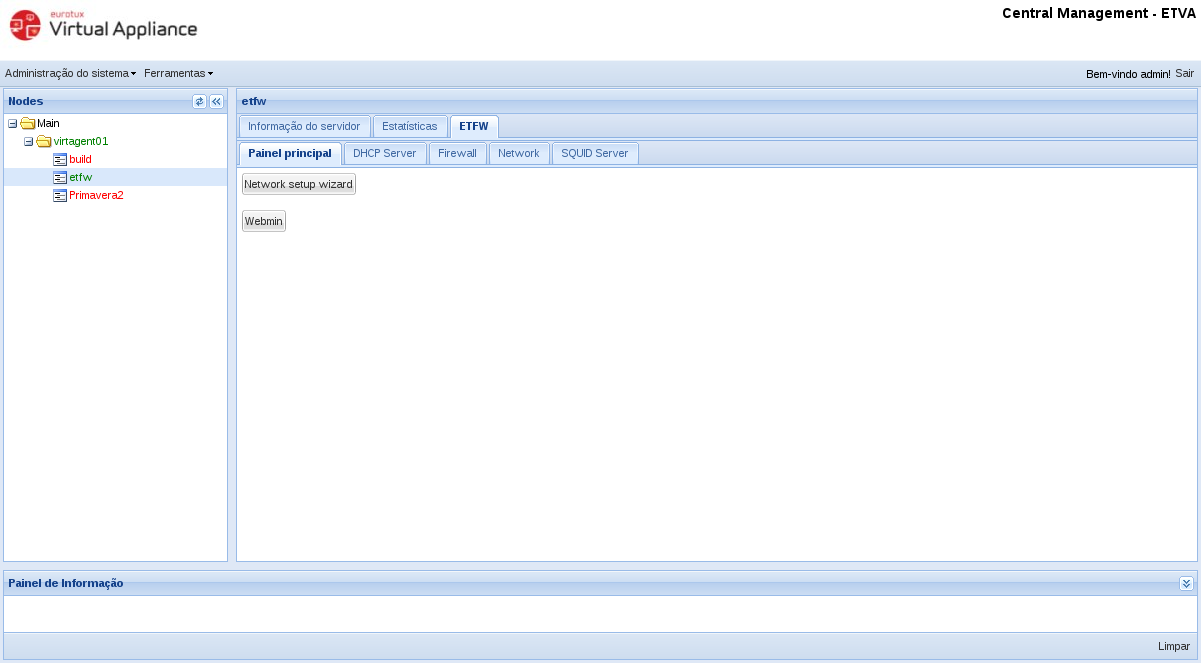 eurotux
Virtual Appliance
Central Management - ETVA
Administração do sistema Ferramentas Bem-vindo admin! Sair
Nodes
Main
virtagent01
build
etfw
Primavera2
etfw
Informação do servidor Estatísticas ETFW
Painel principal DHCP Server Firewall Network SQUID Server
Network setup wizard
Webmin
Painel de Informação
Limpar